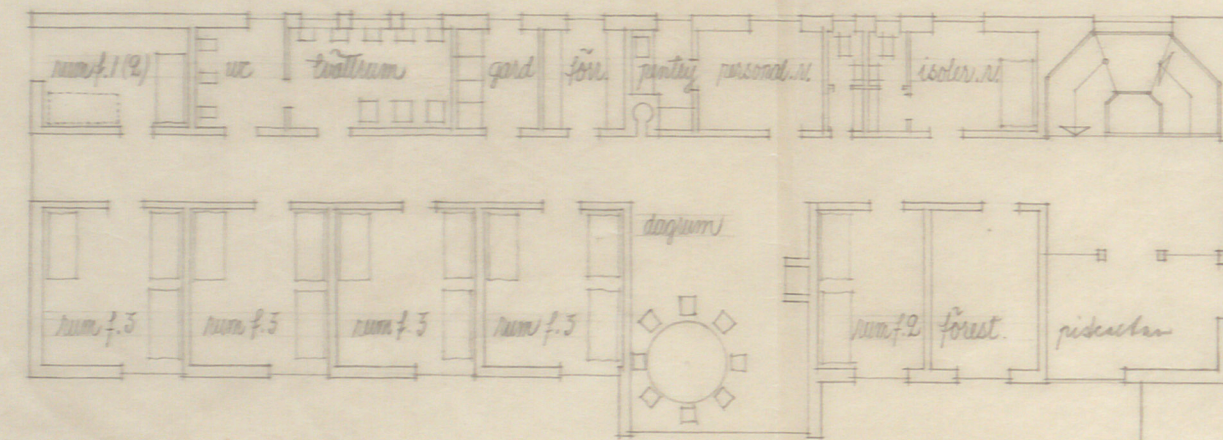 rum f. 1 (2)
wc
tvättrum
gard
förr.
pentry
personal.r.
isoler.r.
dagrum
rum f. 3
rum f. 3
rum f. 3
rum f. 3
rum f. 2
förest.